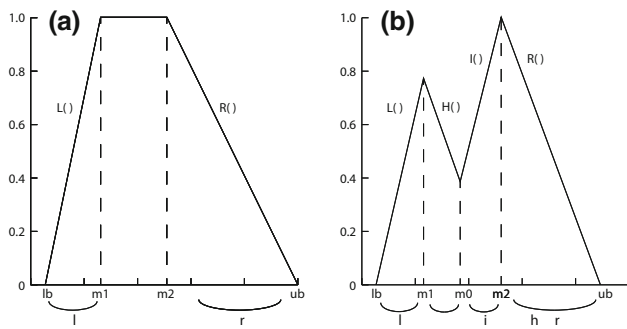 (a)
1.0
0.8
0.6
0.4
0.2
0
L()
R()
lb m1 m2 ub
l r
(b)
1.0
0.8
0.6
0.4
0.2
0
L()
H()
I()
R()
lb m1 m0 m2 ub
l i h r